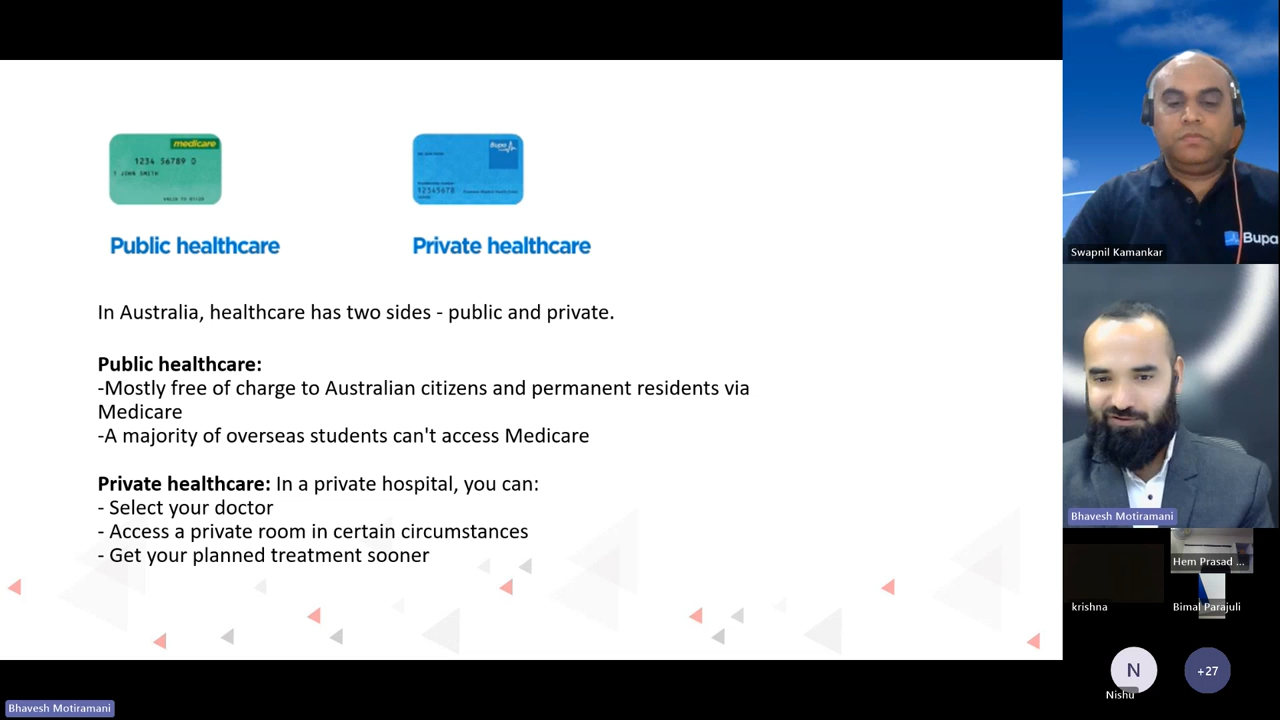 medicare
1234 56789 0
1 JOHN SMITH
Bupa
12345678
Public healthcare
Private healthcare
In Australia, healthcare has two sides - public and private.
Public healthcare:
-Mostly free of charge to Australian citizens and permanent residents via
Medicare
-A majority of overseas students can't access Medicare
Private healthcare: In a private hospital, you can:
- Select your doctor
- Access a private room in certain circumstances
- Get your planned treatment sooner
Bupa
Swapnil Kamankar
Bhavesh Motiramani
Hem Prasad ...
krishna
Bimal Parajuli
N
Nishu
+27
Bhavesh Motiramani